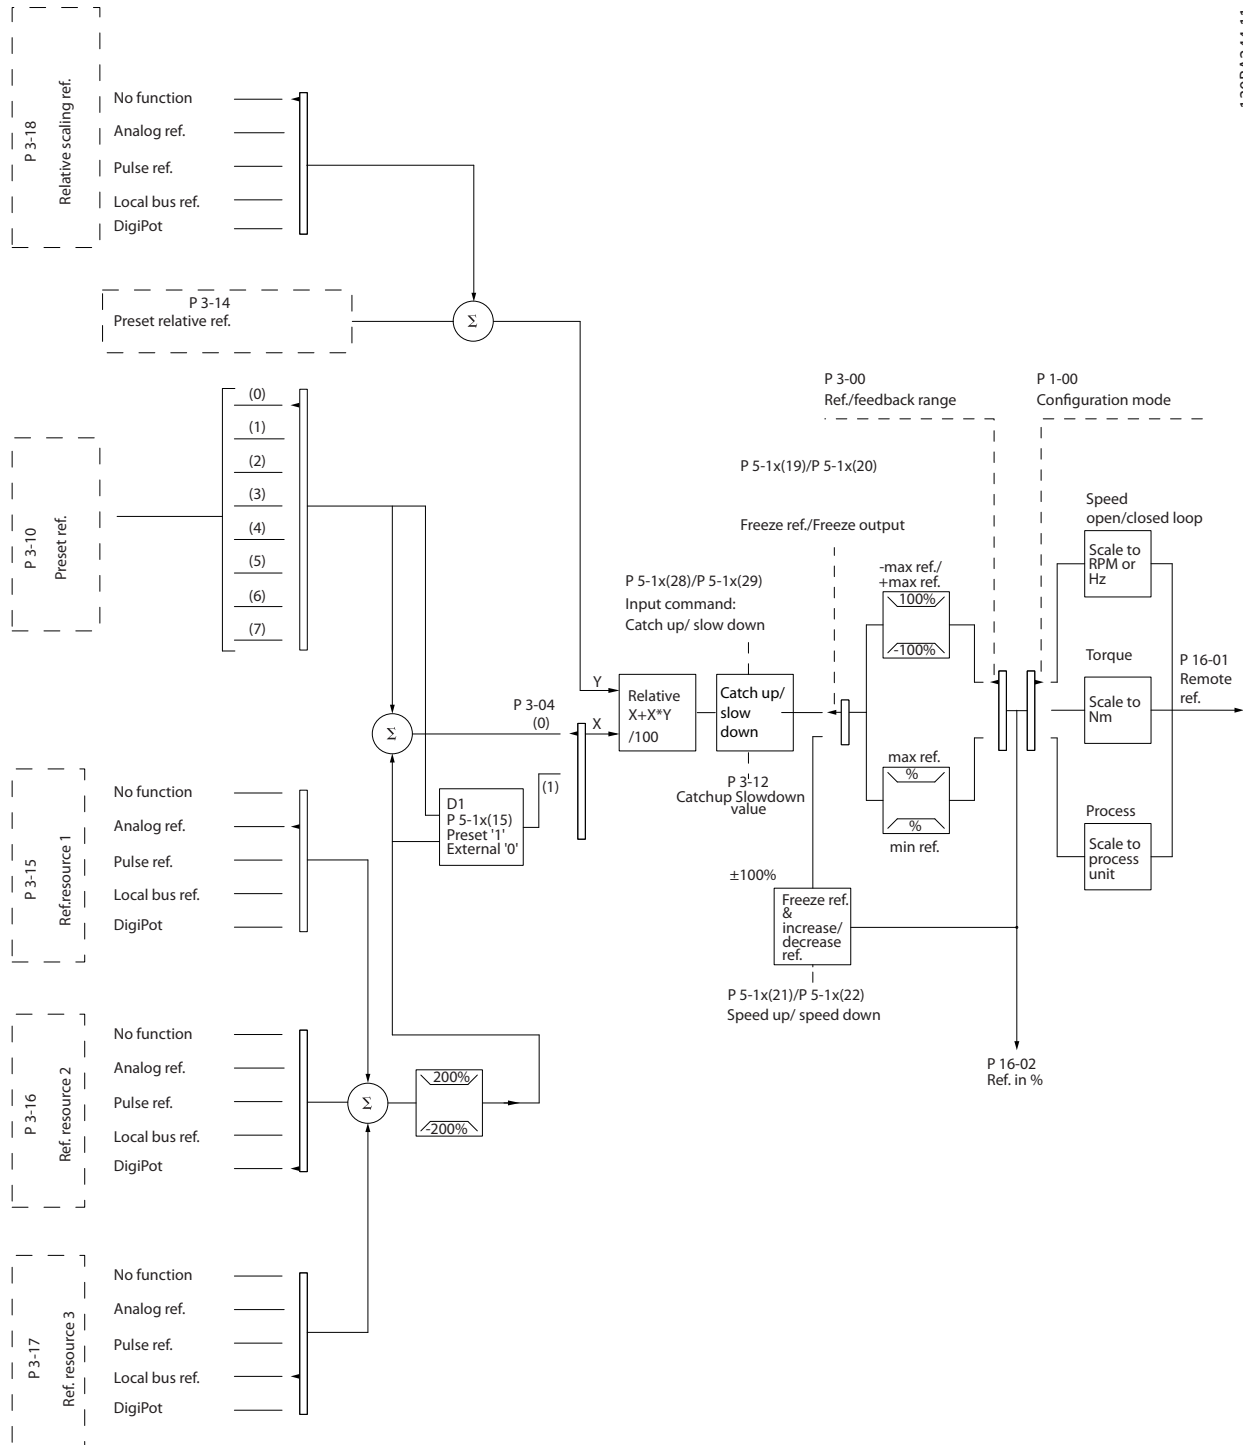 P 3-18
Relative scaling ref.
No function
Analog ref.
Pulse ref.
Local bus ref.
DigiPot
P 3-14
Preset relative ref.
Σ
P 3-10
Preset ref.
(0)
(1)
(2)
(3)
(4)
(5)
(6)
(7)
P 3-00
Ref./feedback range
P 1-00
Configuration mode
P 5-1x(19)/P 5-1x(20)
Freeze ref./Freeze output
Speed
open/closed loop
Scale to
RPM or
Hz
-max ref./
+max ref.
100%
-100%
P 5-1x(28)/P 5-1x(29)
Input command:
Catch up/ slow down
Torque
Scale to
Nm
P 16-01
Remote
ref.
Y
X
Relative
X+X*Y
/100
Catch up/
slow
down
P 3-04
(0)
(1)
Σ
P 3-12
Catchup Slowdown
value
max ref.
%
%
min ref.
Process
Scale to
process
unit
D1
P 5-1x(15)
Preset '1'
External '0'
P 3-15
Ref.resource 1
No function
Analog ref.
Pulse ref.
Local bus ref.
DigiPot
±100%
Freeze ref.
&
increase/
decrease
ref.
P 5-1x(21)/P 5-1x(22)
Speed up/ speed down
P 16-02
Ref. in %
P 3-16
Ref. resource 2
No function
Analog ref.
Pulse ref.
Local bus ref.
DigiPot
Σ
200%
-200%
P 3-17
Ref. resource 3
No function
Analog ref.
Pulse ref.
Local bus ref.
DigiPot